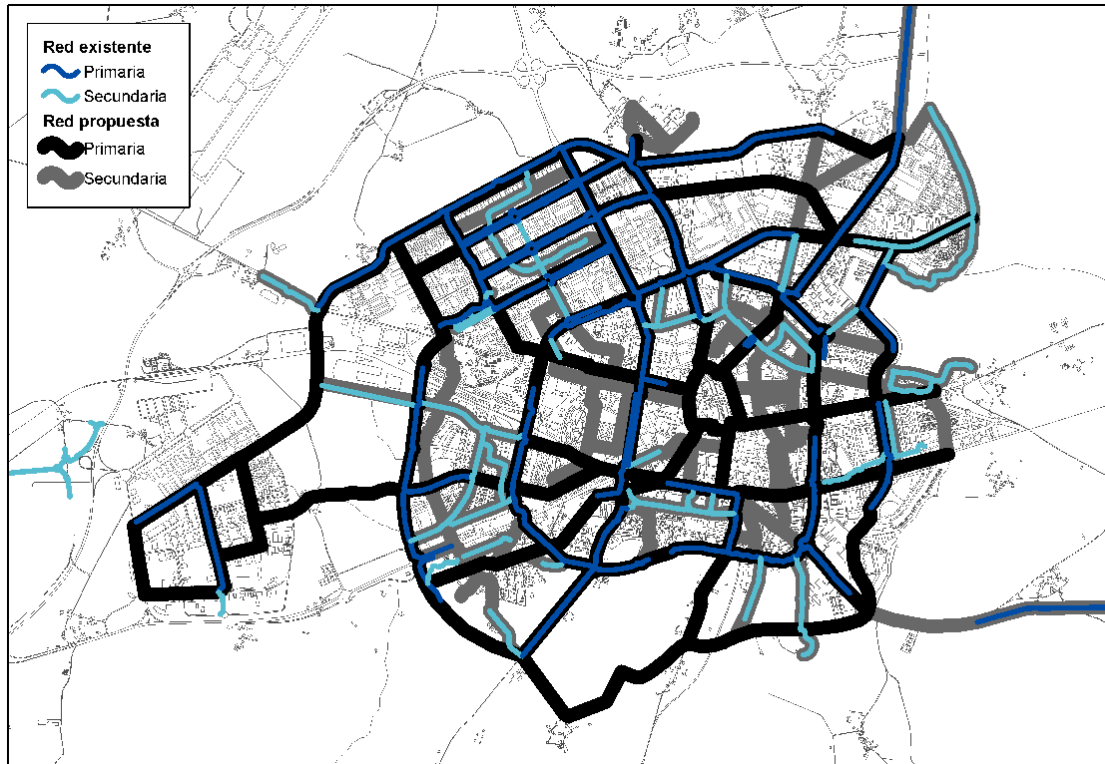 Red existente
Primaria
Secundaria
Red propuesta
Primaria
Secundaria